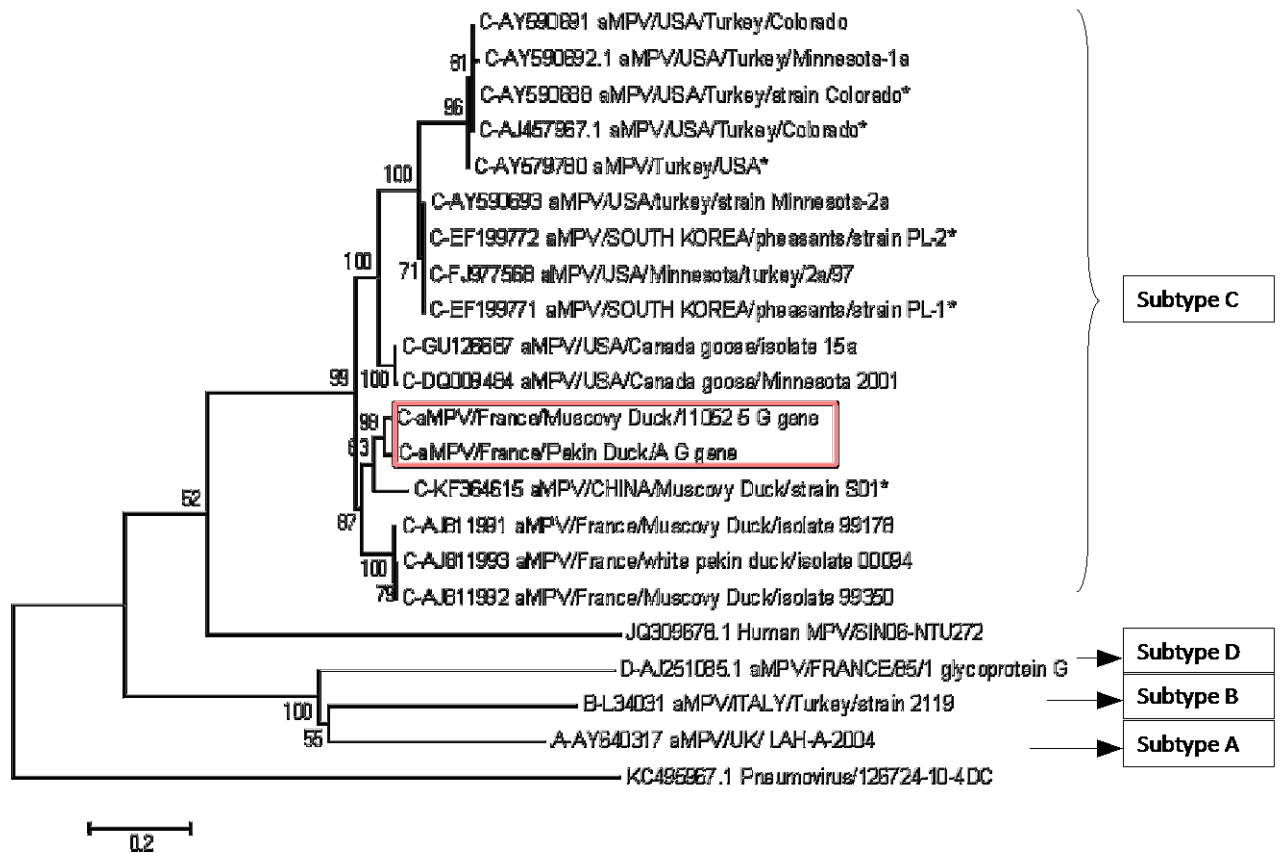 C-AY590691 aMPV/USA/Turkey/Colorado
81
C-AY590692.1 aMPV/USA/Turkey/Minnesota-1a
C-AY590688 aMPV/USA/Turkey/strain Colorado*
96
C-AJ457967.1 aMPV/USA/Turkey/Colorado*
C-AY579780 aMPV/Turkey/USA*
100
C-AY590693 aMPV/USA/turkey/strain Minnesota-2a
C-EF199772 aMPV/SOUTH KOREA/pheasants/strain PL-2*
100
71
C-FJ977568 aMPV/USA/Minnesota/turkey/2a/97
Subtype C
C-EF199771 aMPV/SOUTH KOREA/pheasants/strain PL-1*
C-GU126667 aMPV/USA/Canada goose/isolate 15a
99
100
C-DQ009484 aMPV/USA/Canada goose/Minnesota 2001
98
C-aMPV/France/Muscovy Duck/11052 5 G gene
C-aMPV/France/Pekin Duck/A G gene
C-KF364615 aMPV/CHINA/Muscovy Duck/strain S01*
52
87
C-AJ811991 aMPV/France/Muscovy Duck/isolate 99178
100
C-AJ811993 aMPV/France/white pekin duck/isolate 00094
79
C-AJ811992 aMPV/France/Muscovy Duck/isolate 99350
JQ309678.1 Human MPV/SIN06-NTU272
D-AJ251085.1 aMPV/FRANCE/85/1 glycoprotein G
Subtype D
100
B-L34031 aMPV/ITALY/Turkey/strain 2119
Subtype B
55
A-AY640317 aMPV/UK/ LAH-A-2004
Subtype A
KC495967.1 Pneumovirus/126724-10-4DC
0.2